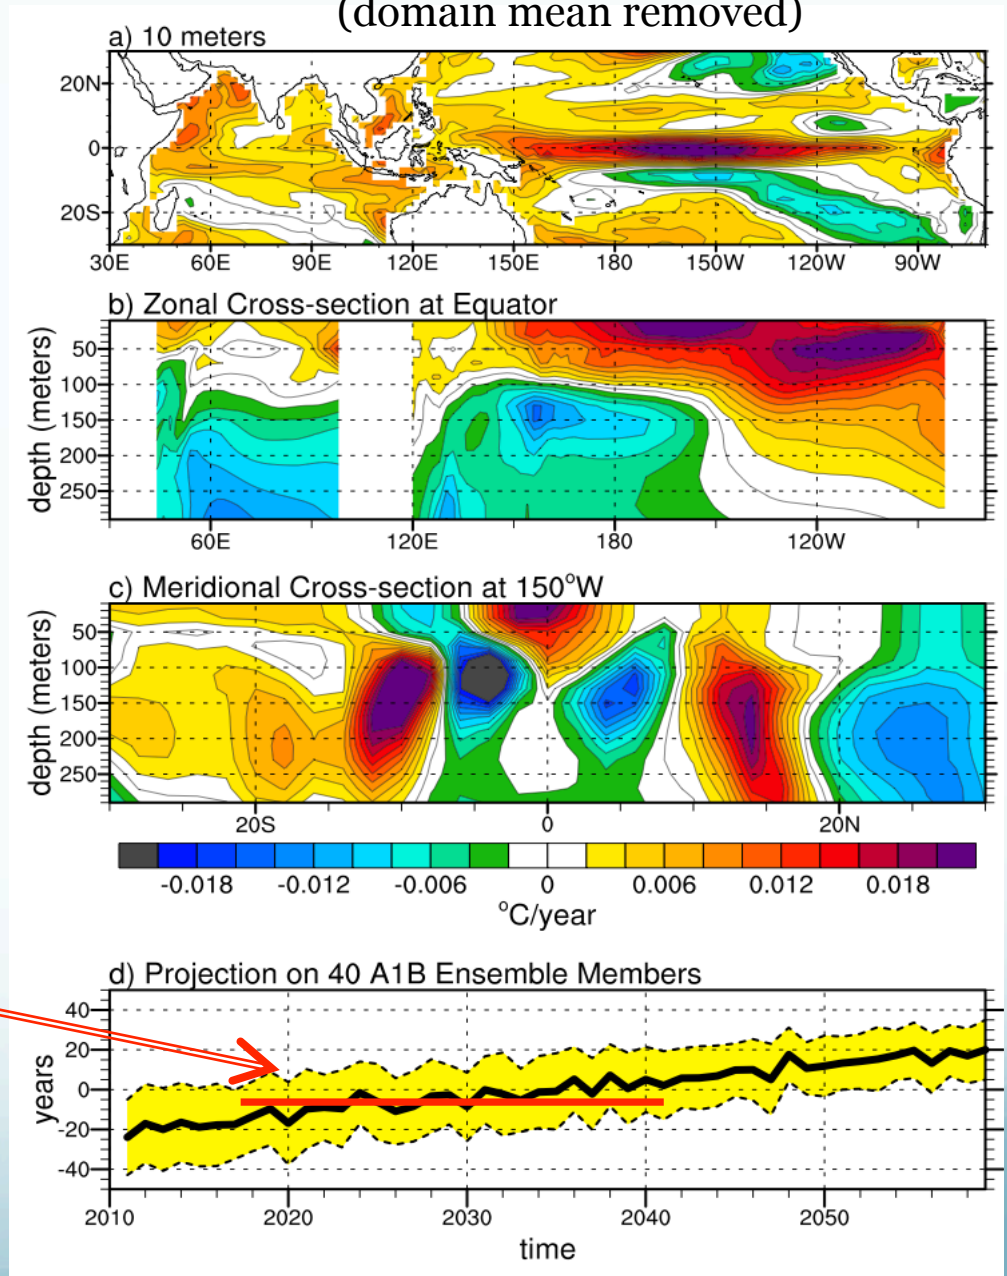 (domain mean removed)
a) 10 meters
20N
0
20S
30E 60E 90E 120E 150E 180 150W 120W 90W
b) Zonal Cross-section at Equator
depth (meters)
50
100
150
200
250
60E 120E 180 120W
c) Meridional Cross-section at 150°W
depth (meters)
50
100
150
200
250
20S 0 20N
-0.018 -0.012 -0.006 0 0.006 0.012 0.018
°C/year
d) Projection on 40 A1B Ensemble Members
years
40
20
0
-20
-40
2010 2020 2030 2040 2050
time